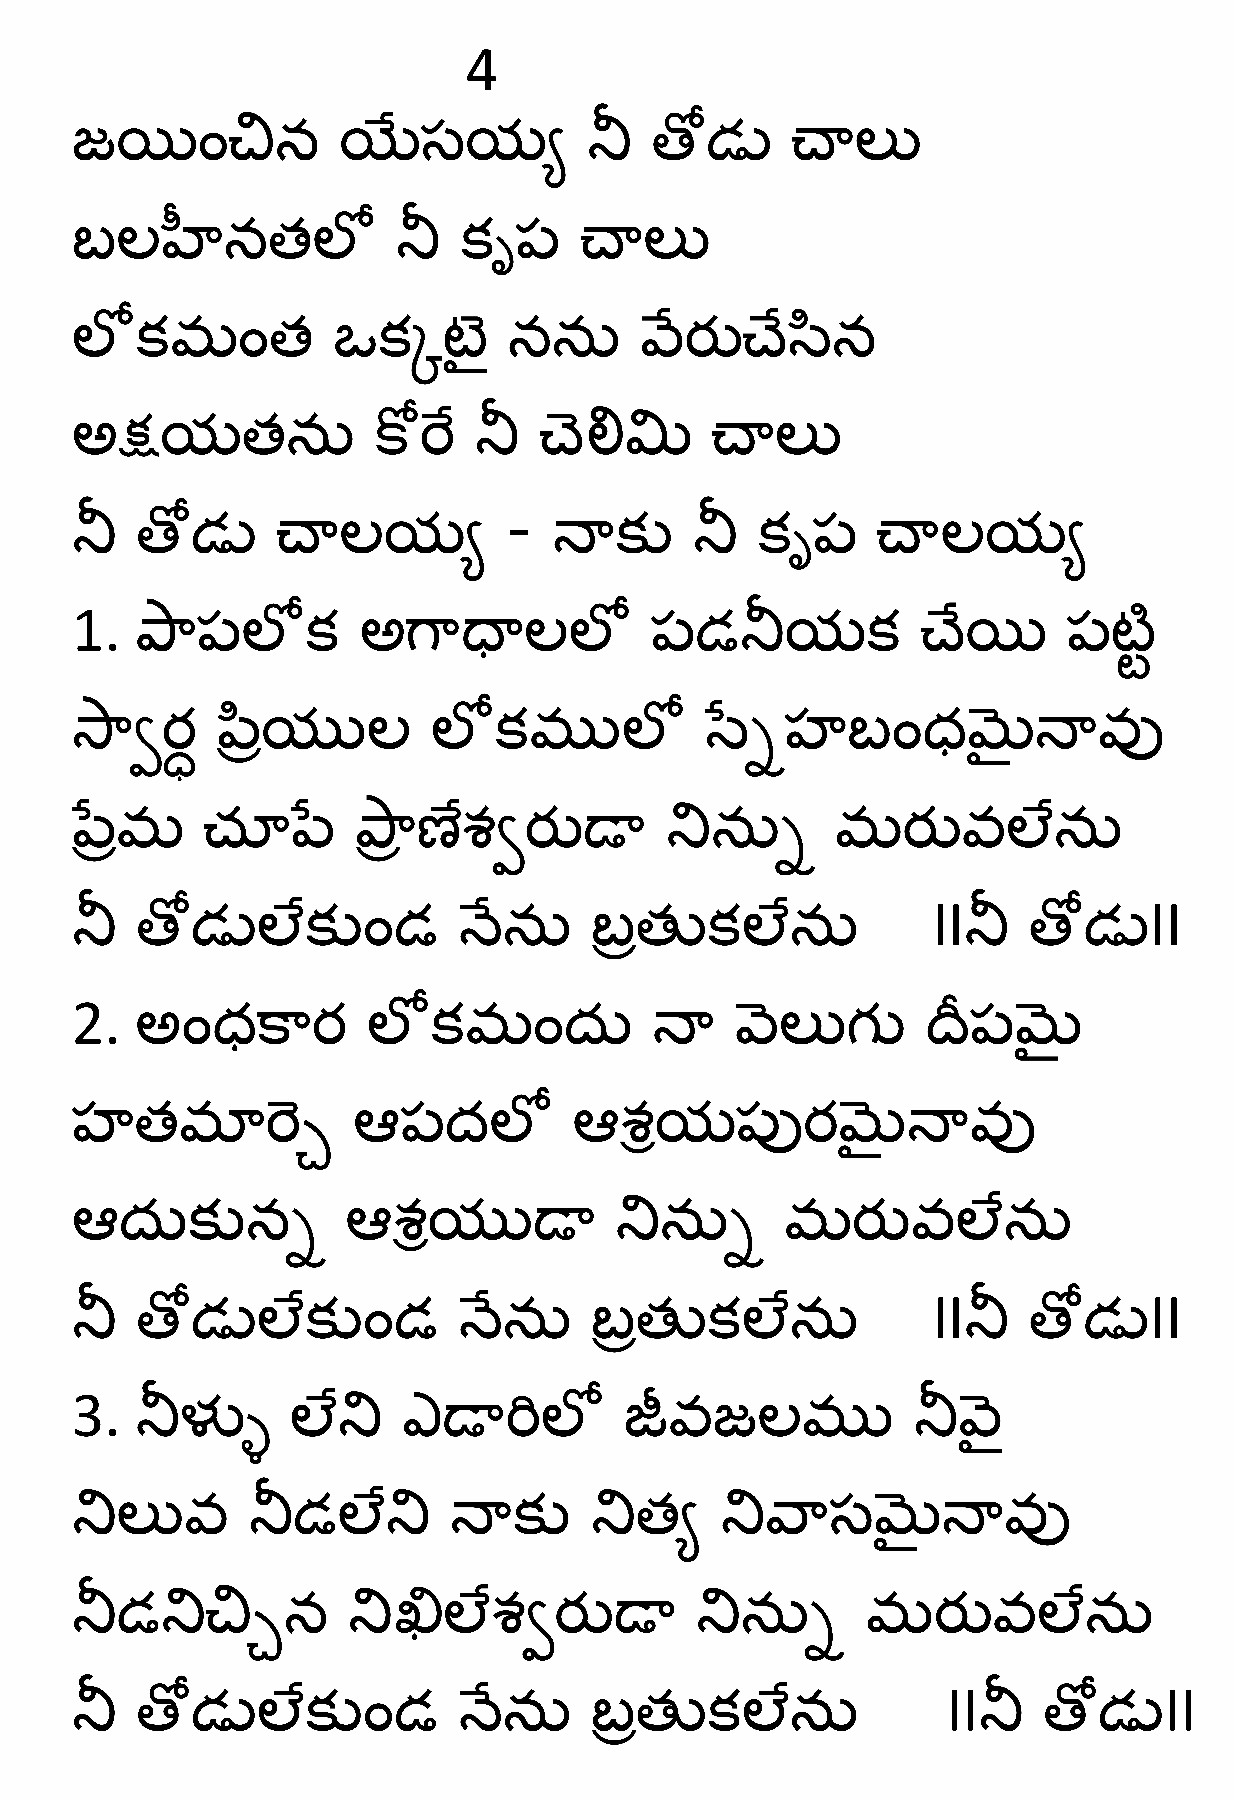 4
జయించిన యేసయ్య నీ తోడు చాలు
బలహీనతలో నీ కృప చాలు
లోకమంత ఒక్కటై నను వేరుచేసిన
అక్షయతను కోరే నీ చెలిమి చాలు
నీ తోడు చాలయ్య - నాకు నీ కృప చాలయ్య
1. పాపలోక అగాధాలలో పడనీయక చేయి పట్టి
స్వార్ధ ప్రియుల లోకములో స్నేహబంధమైనావు
ప్రేమ చూపే ప్రాణేశ్వరుడా నిన్ను మరువలేను
నీ తోడులేకుండ నేను బ్రతుకలేను ||నీ తోడు||
2. అంధకార లోకమందు నా వెలుగు దీపమై
హతమార్చె ఆపదలో ఆశ్రయపురమైనావు
ఆదుకున్న ఆశ్రయుడా నిన్ను మరువలేను
నీ తోడులేకుండ నేను బ్రతుకలేను ||నీ తోడు||
3. నీళ్ళు లేని ఎడారిలో జీవజలము నీవై
నిలువ నీడలేని నాకు నిత్య నివాసమైనావు
నీడనిచ్చిన నిఖిలేశ్వరుడా నిన్ను మరువలేను
నీ తోడులేకుండ నేను బ్రతుకలేను ||నీ తోడు||